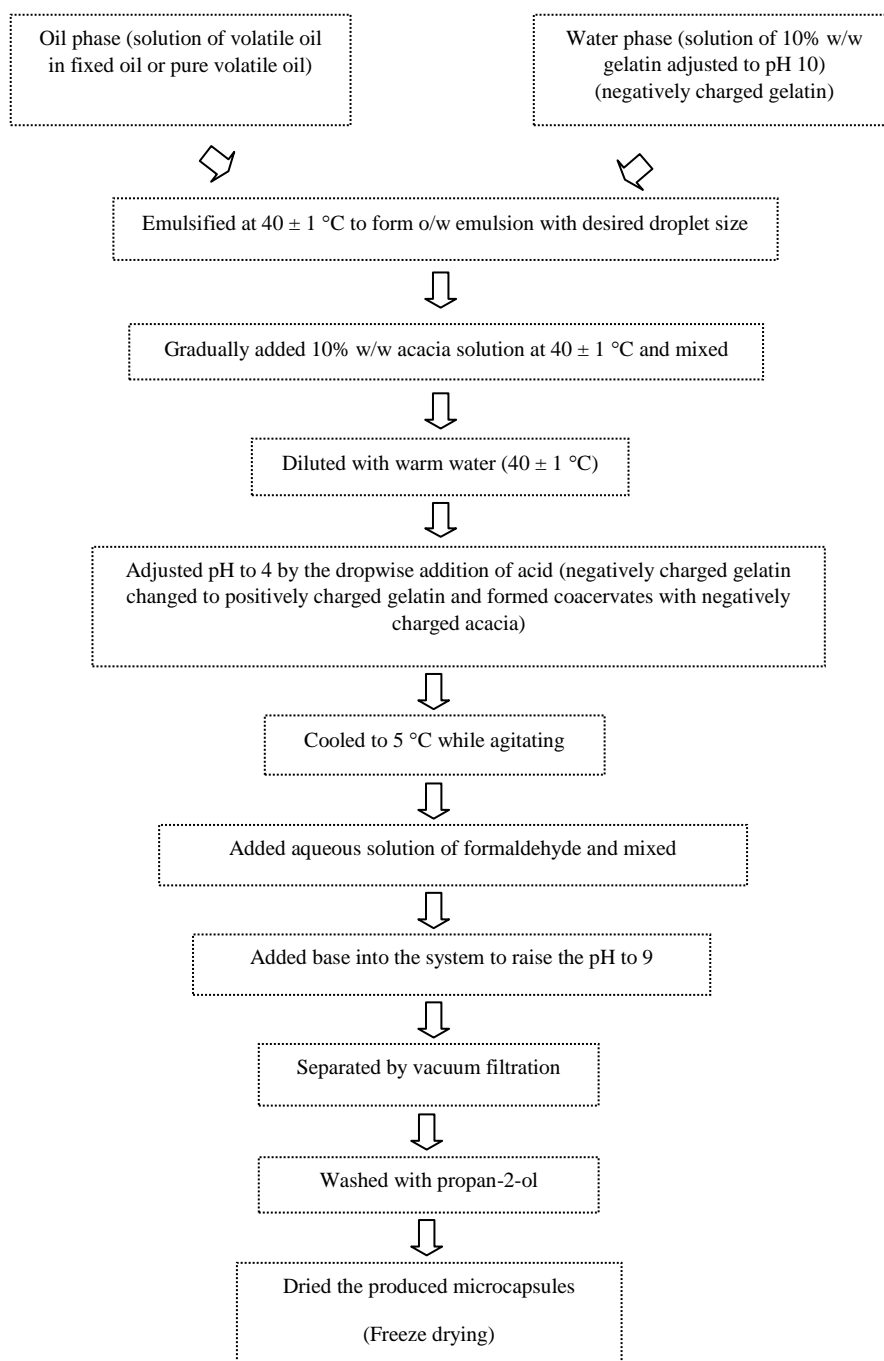 Oil phase (solution of volatile oil
in fixed oil or pure volatile oil)
Water phase (solution of 10% w/w
gelatin adjusted to pH 10)
(negatively charged gelatin)
Emulsified at 40 ± 1 °C to form o/w emulsion with desired droplet size
Gradually added 10% w/w acacia solution at 40 ± 1 °C and mixed
Diluted with warm water (40 ± 1 °C)
Adjusted pH to 4 by the dropwise addition of acid (negatively charged gelatin
changed to positively charged gelatin and formed coacervates with negatively
charged acacia)
Cooled to 5 °C while agitating
Added aqueous solution of formaldehyde and mixed
Added base into the system to raise the pH to 9
Separated by vacuum filtration
Washed with propan-2-ol
Dried the produced microcapsules
(Freeze drying)